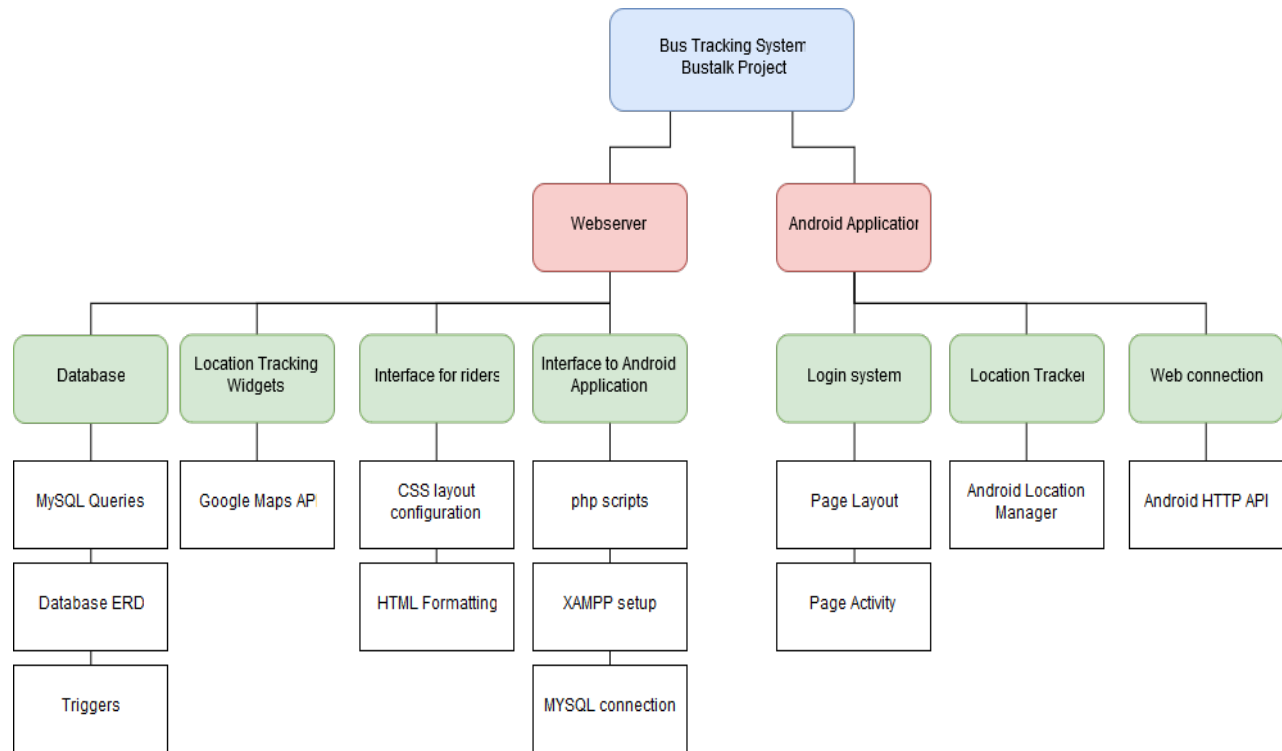 Bus Tracking System
Bustalk Project
Webserver
Android Application
Database
Location Tracking
Widgets
Interface for riders
Interface to Android
Application
Login system
Location Tracker
Web connection
MySQL Queries
Google Maps API
CSS layout
configuration
php scripts
Page Layout
Android Location
Manager
Android HTTP API
Database ERD
HTML Formatting
XAMPP setup
Page Activity
Triggers
MYSQL connection